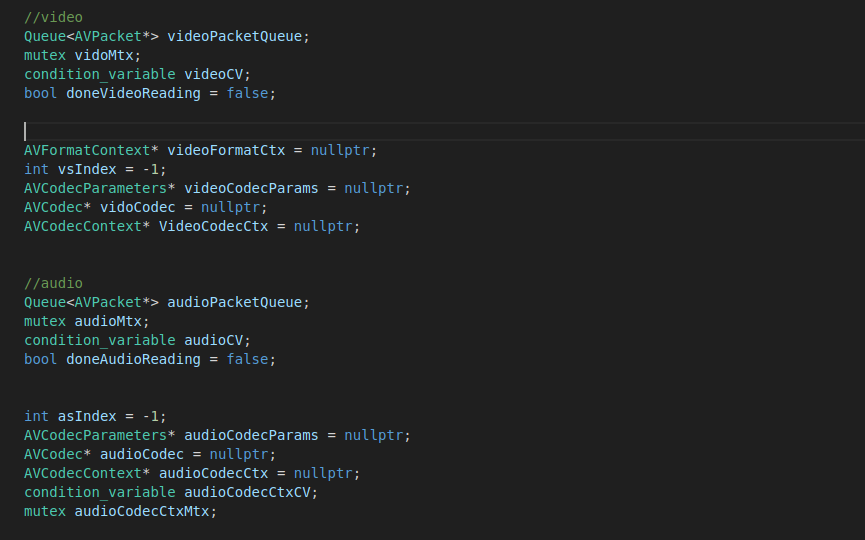 //video
Queue<AVPacket*> videoPacketQueue;
mutex vidoMtx;
condition_variable videoCV;
bool doneVideoReading = false;
AVFormatContext* videoFormatCtx = nullptr;
int vsIndex = -1;
AVCodecParameters* videoCodecParams = nullptr;
AVCodec* vidoCodec = nullptr;
AVCodecContext* VideoCodecCtx = nullptr;
//audio
Queue<AVPacket*> audioPacketQueue;
mutex audioMtx;
condition_variable audioCV;
bool doneAudioReading = false;
int asIndex = -1;
AVCodecParameters* audioCodecParams = nullptr;
AVCodec* audioCodec = nullptr;
AVCodecContext* audioCodecCtx = nullptr;
condition_variable audioCodecCtxCV;
mutex audioCodecCtxMtx;